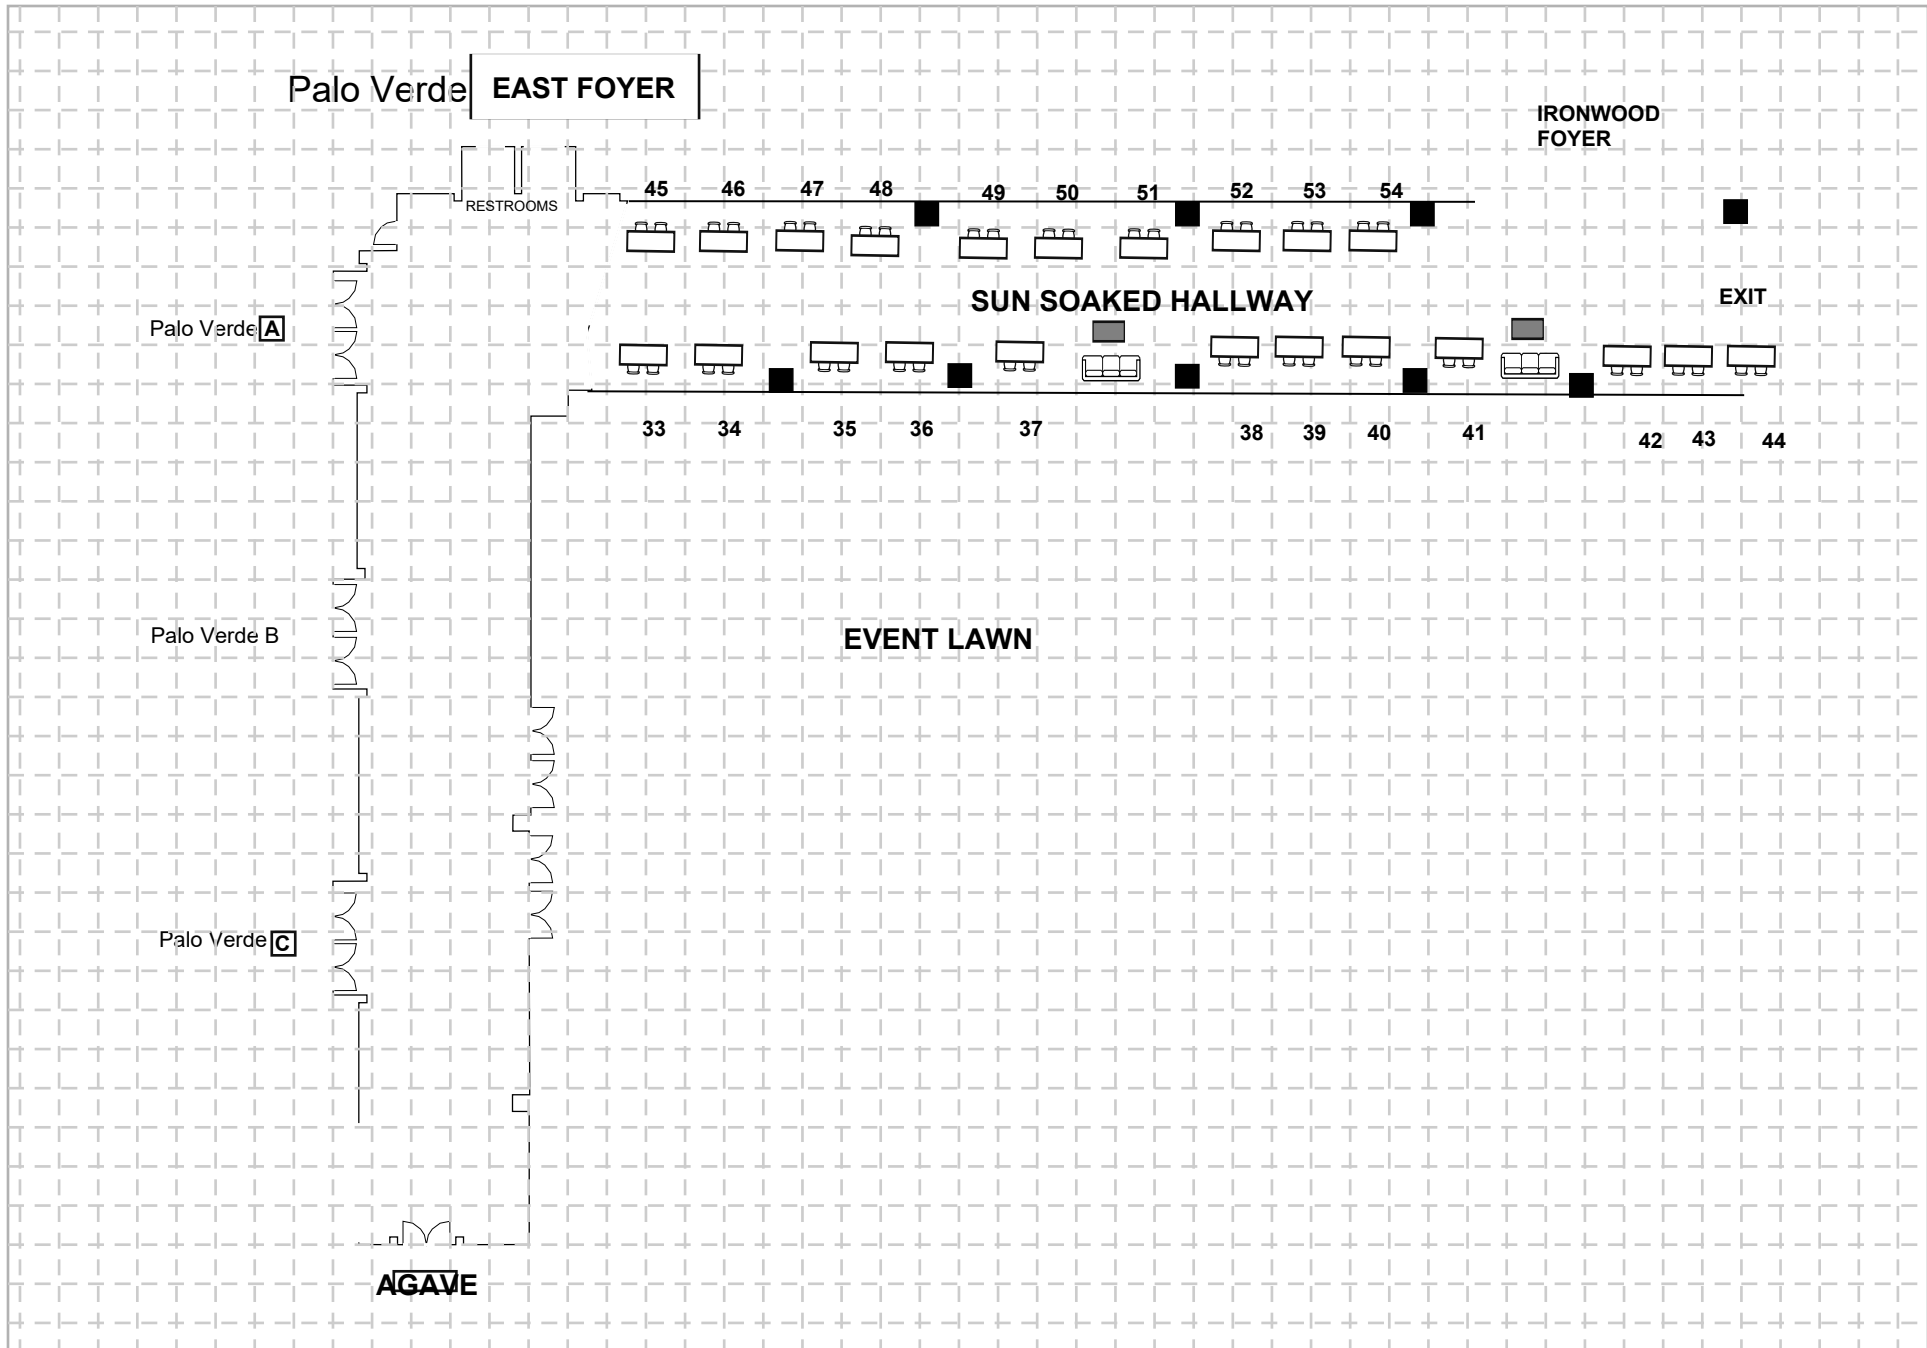 Palo Verde EAST FOYER
IRONWOOD
FOYER
RESTROOMS
45 46 47 48 49 50 51 52 53 54
SUN SOAKED HALLWAY
EXIT
Palo Verde A
33 34 35 36 37 38 39 40 41 42 43 44
Palo Verde B
EVENT LAWN
Palo Verde C
AGAVE